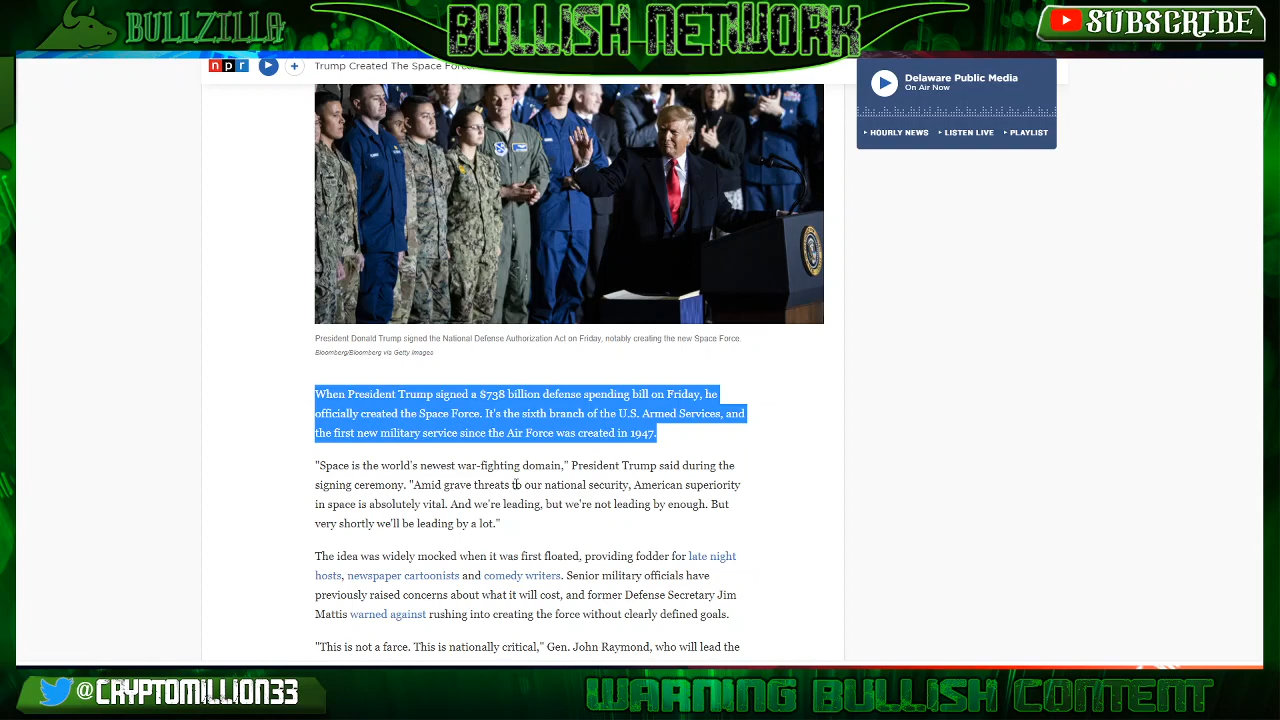 BULLZILLA
BULLISH NETWORK
SUBSCRIBE
npr
Trump Created The Space Force
Delaware Public Media
On Air Now
HOURLY NEWS LISTEN LIVE PLAYLIST
President Donald Trump signed the National Defense Authorization Act on Friday, notably creating the new Space Force.
Bloomberg/Bloomberg via Getty Images
When President Trump signed a $738 billion defense spending bill on Friday, he
officially created the Space Force. It's the sixth branch of the U.S. Armed Services, and
the first new military service since the Air Force was created in 1947.
"Space is the world's newest war-fighting domain," President Trump said during the
signing ceremony. "Amid grave threats to our national security, American superiority
in space is absolutely vital. And we're leading, but we're not leading by enough. But
very shortly we'll be leading by a lot."
The idea was widely mocked when it was first floated, providing fodder for late night
hosts, newspaper cartoonists and comedy writers. Senior military officials have
previously raised concerns about what it will cost, and former Defense Secretary Jim
Mattis warned against rushing into creating the force without clearly defined goals.
"This is not a farce. This is nationally critical," Gen. John Raymond, who will lead the
@CRYPTOMILLION33
WARNING BULLISH CONTENT